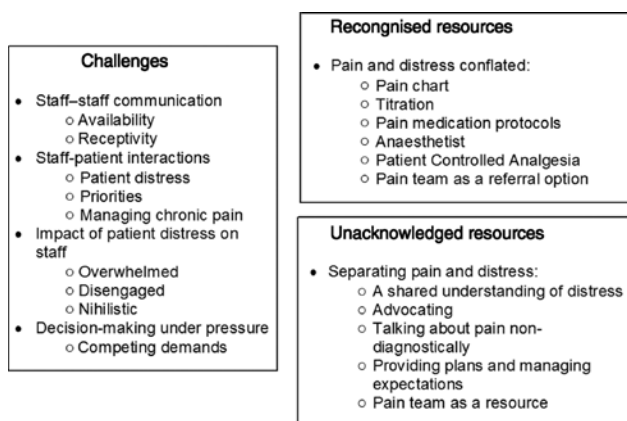 Challenges
• Staff–staff communication
○ Availability
○ Receptivity
• Staff-patient interactions
○ Patient distress
○ Priorities
○ Managing chronic pain
• Impact of patient distress on
staff
○ Overwhelmed
○ Disengaged
○ Nihilistic
• Decision-making under pressure
○ Competing demands
Recongnised resources
• Pain and distress conflated:
○ Pain chart
○ Titration
○ Pain medication protocols
○ Anaesthetist
○ Patient Controlled Analgesia
○ Pain team as a referral option
Unacknowledged resources
• Separating pain and distress:
○ A shared understanding of distress
○ Advocating
○ Talking about pain non-
diagnostically
○ Providing plans and managing
expectations
○ Pain team as a resource